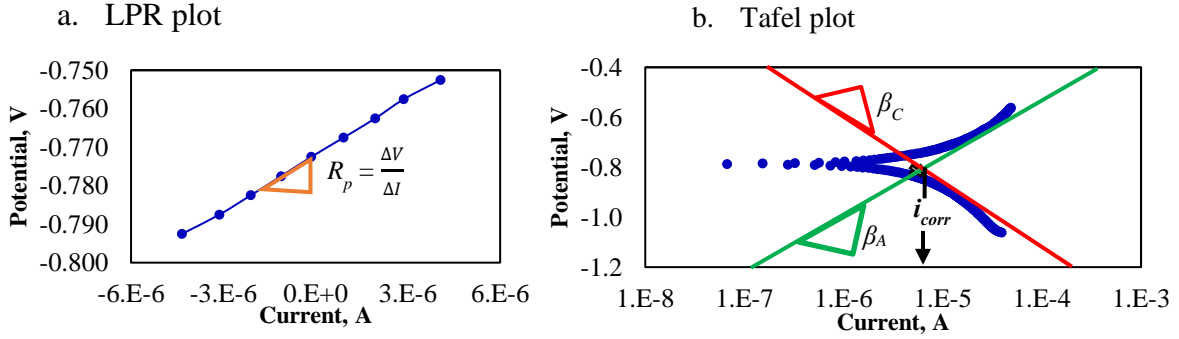 a. LPR plot
-0.750
-0.760
-0.770
-0.780
-0.790
-0.800
Potential, V
R_p = ΔV/ΔI
-6.E-6 -3.E-6 0.E+0 3.E-6 6.E-6
Current, A
b. Tafel plot
-0.4
-0.6
-0.8
-1.0
-1.2
Potential, V
β_C
β_A
i_corr
1.E-8 1.E-7 1.E-6 1.E-5 1.E-4 1.E-3
Current, A